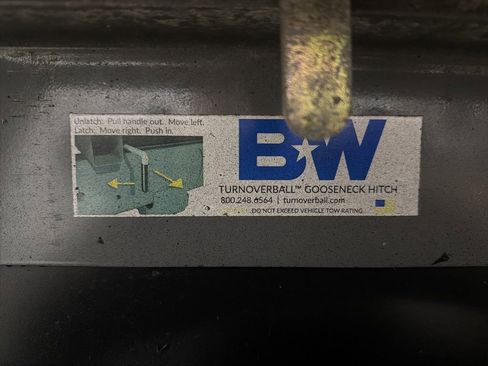 Unlatch: Pull handle out. Move left.
Latch: Move right. Push in.
B★W
TURNOVERBALL™ GOOSENECK HITCH
800.248.6564 | turnoverball.com
DO NOT EXCEED VEHICLE TOW RATING